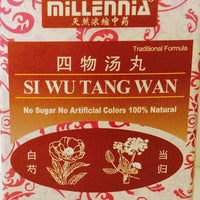 MiLLENNiA
天然浓缩中药
Traditional Formula
四物汤丸
SI WU TANG WAN
No Sugar No Artificial Colors 100% Natural
白芍
当归